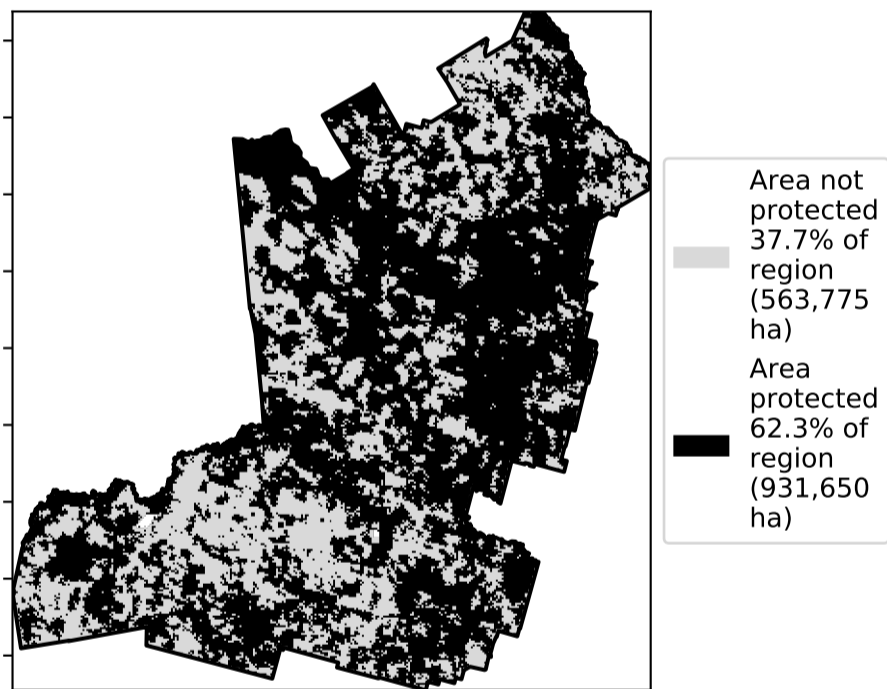 Area not
protected
37.7% of
region
(563,775
ha)
Area
protected
62.3% of
region
(931,650
ha)